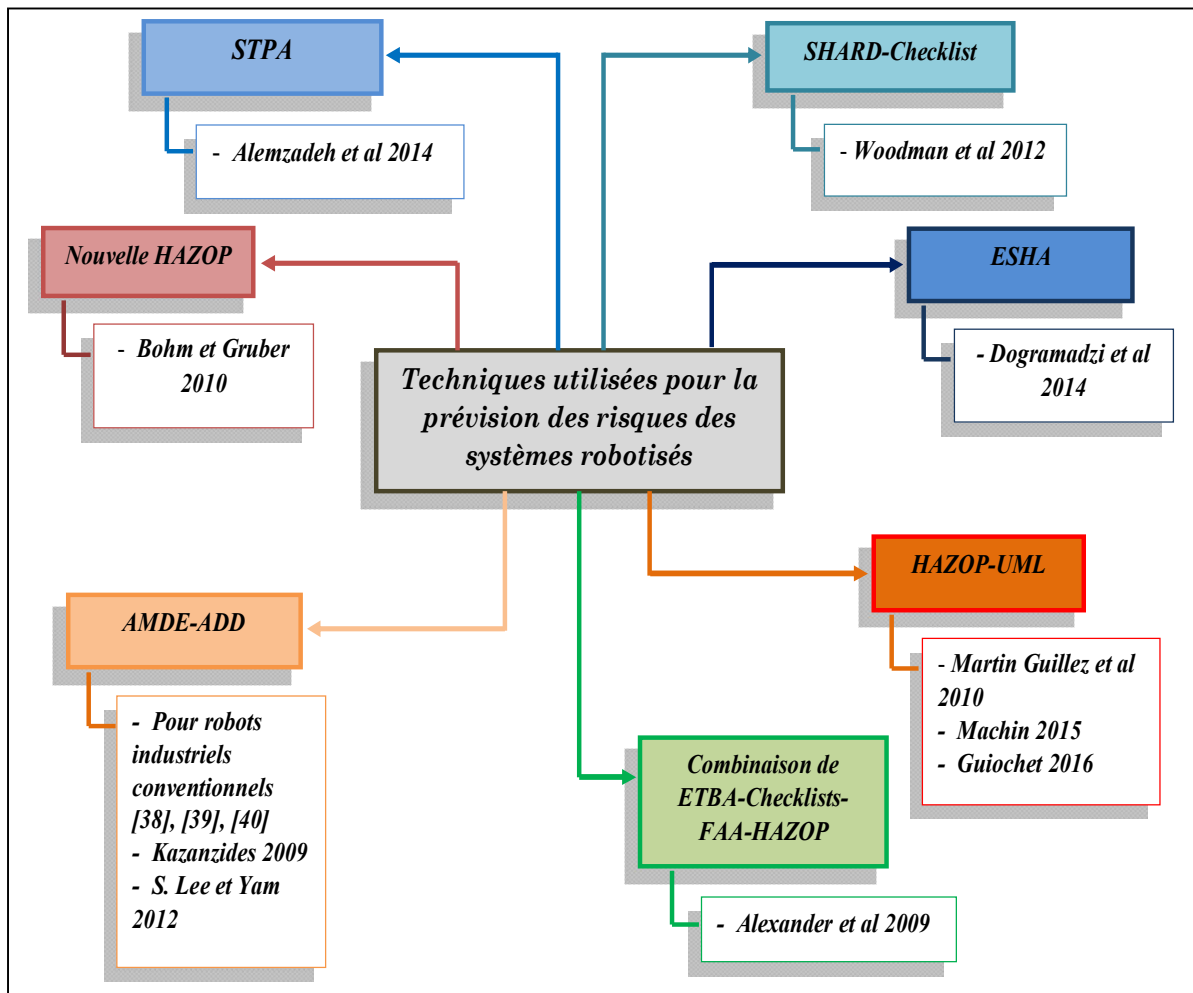 STPA
- Alemzadeh et al 2014
SHARD-Checklist
- Woodman et al 2012
Nouvelle HAZOP
- Bohm et Gruber
2010
ESHA
- Dogramadzi et al
2014
Techniques utilisées pour la
prévision des risques des
systèmes robotisés
AMDE-ADD
- Pour robots
industriels
conventionnels
[38], [39], [40]
- Kazanzides 2009
- S. Lee et Yam
2012
Combinaison de
ETBA-Checklists-
FAA-HAZOP
- Alexander et al 2009
HAZOP-UML
- Martin Guillez et al
2010
- Machin 2015
- Guiochet 2016